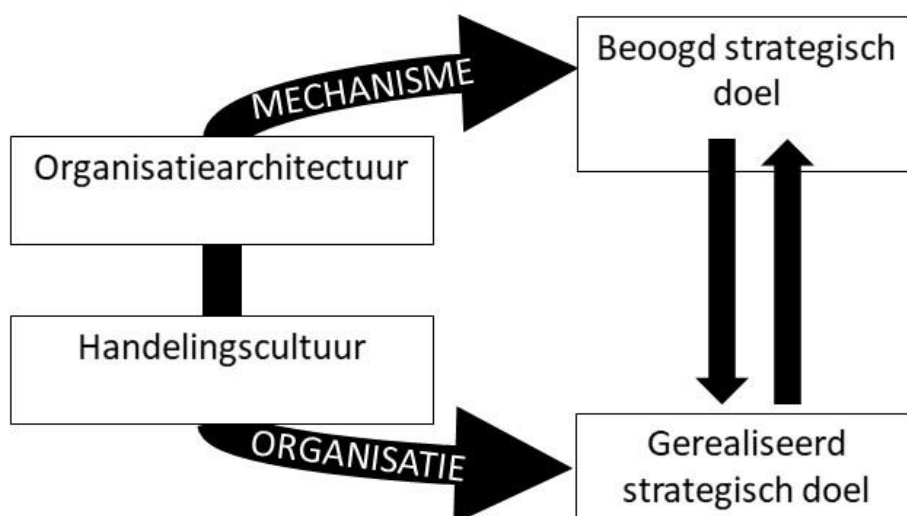 MECHANISME
Beoogd strategisch
doel
Organisatiearchitectuur
Handelingscultuur
ORGANISATIE
Gerealiseerd
strategisch doel